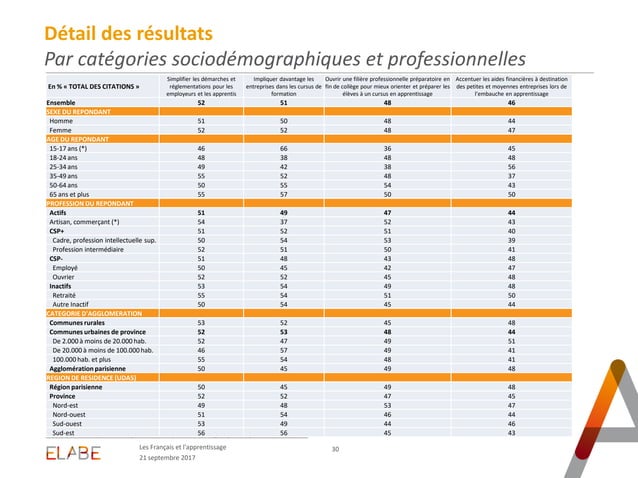 Détail des résultats
Par catégories sociodémographiques et professionnelles
En % « TOTAL DES CITATIONS » Simplifier les démarches et réglementations pour les employeurs et les apprentis Impliquer davantage les entreprises dans les cursus de formation Ouvrir une filière professionnelle préparatoire en fin de collège pour mieux orienter et préparer les élèves à un cursus en apprentissage Accentuer les aides financières à destination des petites et moyennes entreprises lors de l'embauche en apprentissage
Ensemble 52 51 48 46
SEXE DU REPONDANT
Homme 51 50 48 44
Femme 52 52 48 47
AGE DU REPONDANT
15-17 ans (*) 46 66 36 45
18-24 ans 48 38 48 48
25-34 ans 49 42 38 56
35-49 ans 55 52 48 37
50-64 ans 50 55 54 43
65 ans et plus 55 57 50 50
PROFESSION DU REPONDANT
Actifs 51 49 47 44
Artisan, commerçant (*) 54 37 52 43
CSP+ 51 52 51 40
Cadre, profession intellectuelle sup. 50 54 53 39
Profession intermédiaire 52 51 50 41
CSP- 51 48 43 48
Employé 50 45 42 47
Ouvrier 52 52 45 48
Inactifs 53 54 49 48
Retraité 55 54 51 50
Autre Inactif 50 54 45 44
CATEGORIE D'AGGLOMERATION
Communes rurales 53 52 45 48
Communes urbaines de province 52 53 48 44
De 2.000 à moins de 20.000 hab. 52 47 49 51
De 20.000 à moins de 100.000 hab. 46 57 49 41
100.000 hab. et plus 55 54 48 41
Agglomération parisienne 50 45 49 48
REGION DE RESIDENCE (UDA5)
Région parisienne 50 45 49 48
Province 52 52 47 45
Nord-est 49 48 53 47
Nord-ouest 51 54 46 44
Sud-ouest 53 49 44 46
Sud-est 56 56 45 43
ELABE
Les Français et l'apprentissage
21 septembre 2017
30